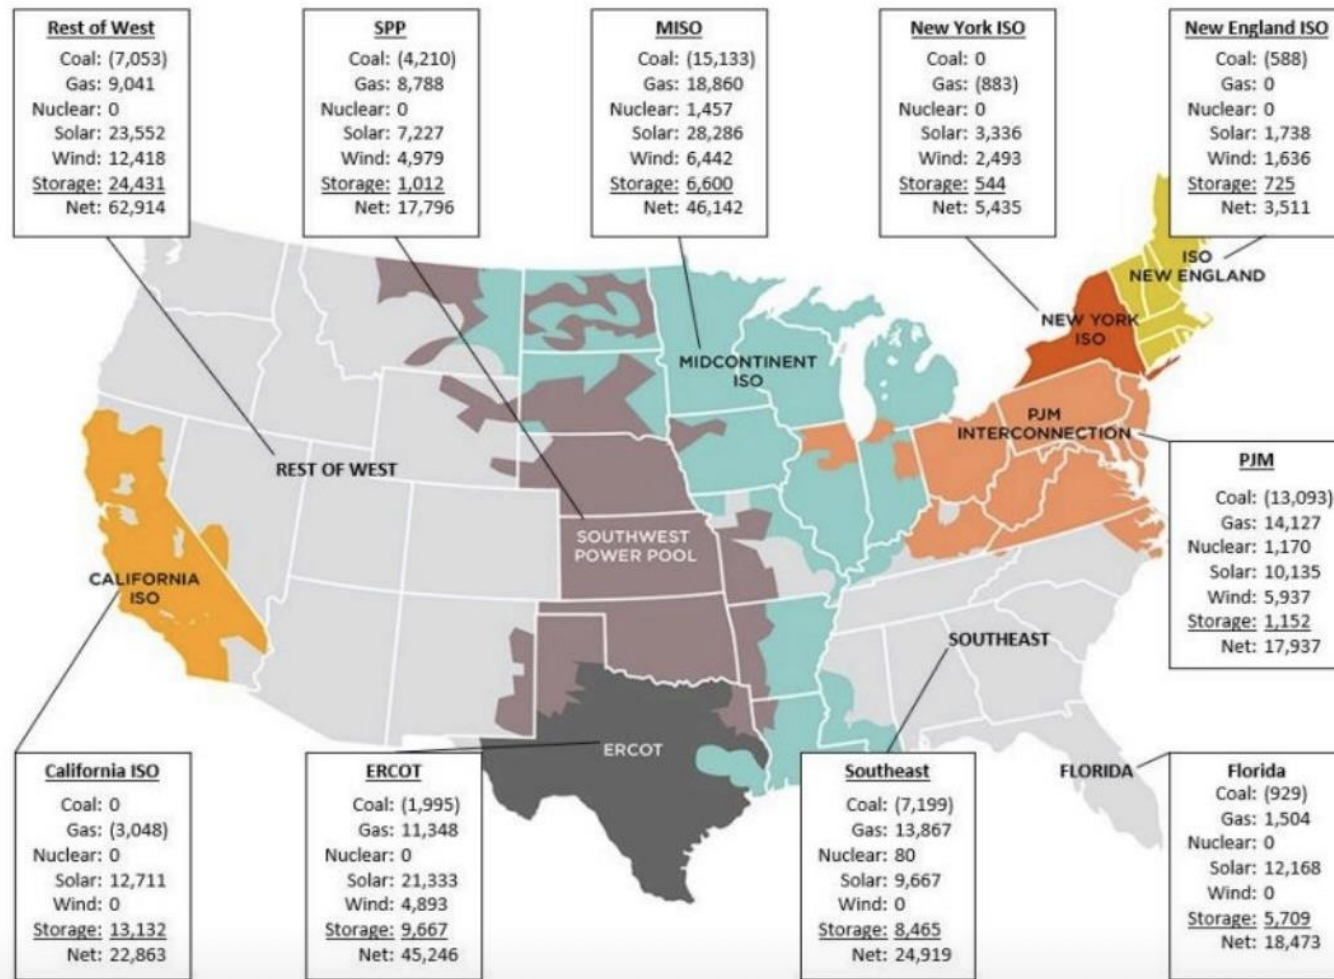 Rest of West
Coal: (7,053)
Gas: 9,041
Nuclear: 0
Solar: 23,552
Wind: 12,418
Storage: 24,431
Net: 62,914
SPP
Coal: (4,210)
Gas: 8,788
Nuclear: 0
Solar: 7,227
Wind: 4,979
Storage: 1,012
Net: 17,796
MISO
Coal: (15,133)
Gas: 18,860
Nuclear: 1,457
Solar: 28,286
Wind: 6,442
Storage: 6,600
Net: 46,142
New York ISO
Coal: 0
Gas: (883)
Nuclear: 0
Solar: 3,336
Wind: 2,493
Storage: 544
Net: 5,435
New England ISO
Coal: (588)
Gas: 0
Nuclear: 0
Solar: 1,738
Wind: 1,636
Storage: 725
Net: 3,511
ISO
NEW ENGLAND
NEW YORK
ISO
MIDCONTINENT
ISO
PJM
INTERCONNECTION
REST OF WEST
SOUTHWEST
POWER POOL
CALIFORNIA
ISO
SOUTHEAST
ERCOT
FLORIDA
PJM
Coal: (13,093)
Gas: 14,127
Nuclear: 1,170
Solar: 10,135
Wind: 5,937
Storage: 1,152
Net: 17,937
California ISO
Coal: 0
Gas: (3,048)
Nuclear: 0
Solar: 12,711
Wind: 0
Storage: 13,132
Net: 22,863
ERCOT
Coal: (1,995)
Gas: 11,348
Nuclear: 0
Solar: 21,333
Wind: 4,893
Storage: 9,667
Net: 45,246
Southeast
Coal: (7,199)
Gas: 13,867
Nuclear: 80
Solar: 9,667
Wind: 0
Storage: 8,465
Net: 24,919
Florida
Coal: (929)
Gas: 1,504
Nuclear: 0
Solar: 12,168
Wind: 0
Storage: 5,709
Net: 18,473